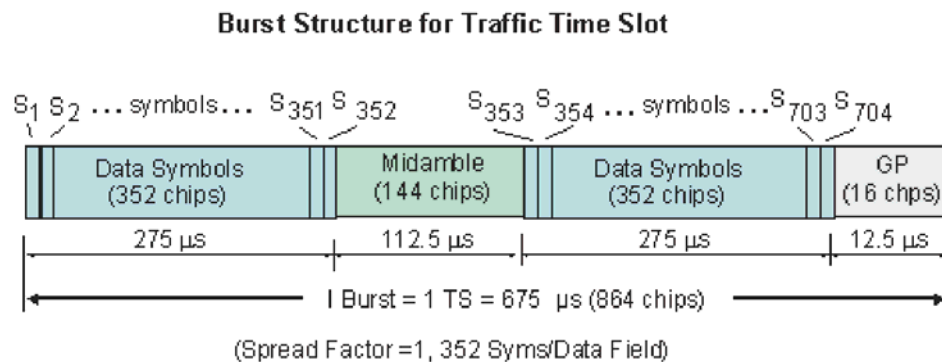 Burst Structure for Traffic Time Slot
S1 S2 ... symbols... S351 S352 S353 S354 ... symbols ...S703 S704
Data Symbols Midamble Data Symbols GP
(352 chips) (144 chips) (352 chips) (16 chps)
275 µs 112.5 µs 275 µs 12.5 µs
I Burst = 1 TS = 675 µs (864 chips)
(Spread Factor =1, 352 Syms/Data Field)